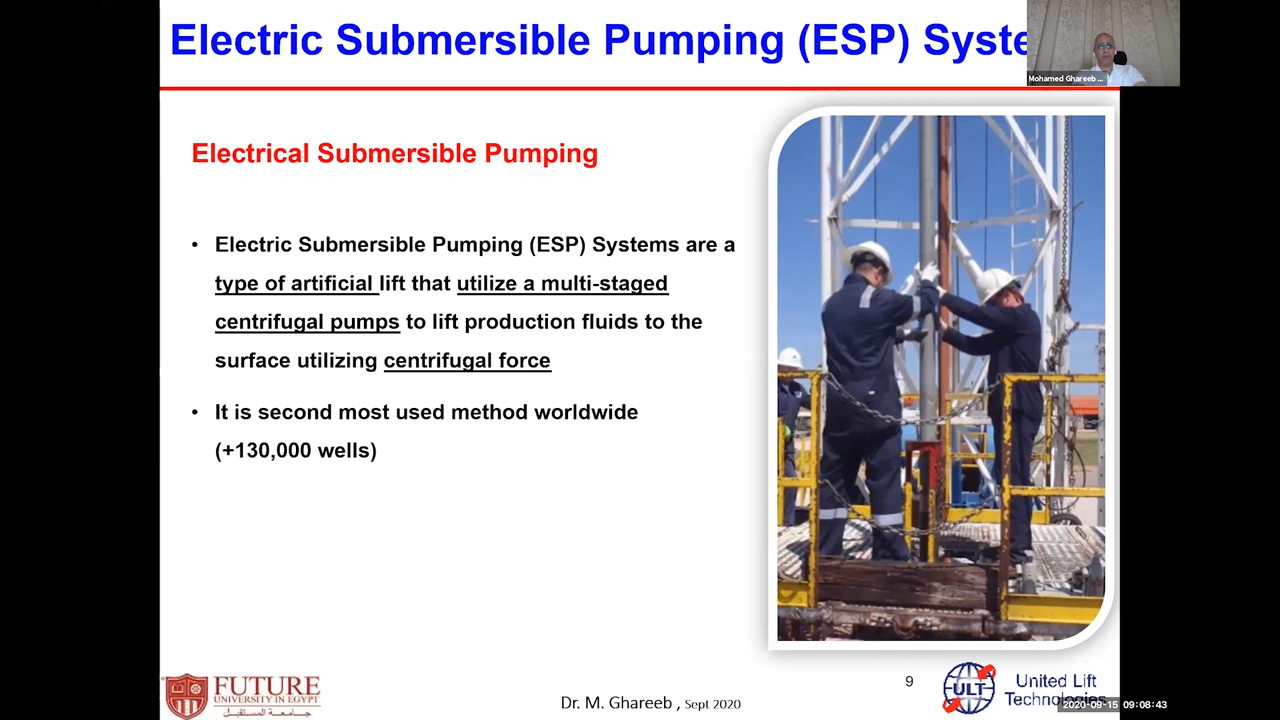 Electric Submersible Pumping (ESP) Syste
Mohamed Ghareeb ...
Electrical Submersible Pumping
• Electric Submersible Pumping (ESP) Systems are a
type of artificial lift that utilize a multi-staged
centrifugal pumps to lift production fluids to the
surface utilizing centrifugal force
• It is second most used method worldwide
(+130,000 wells)
FUTURE
UNIVERSITY IN EGYPT
جامعة المستقبل
Dr. M. Ghareeb , Sept 2020
9
ULT
United Lift
Technologies
2020-09-15 09:08:43